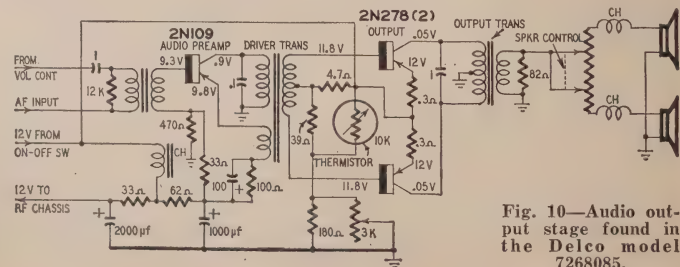 2N109
AUDIO PREAMP
DRIVER TRANS
2N278(2)
OUTPUT
OUTPUT TRANS
SPKR CONTROL
CH
FROM
VOL CONT
1
12K
AF INPUT
12V FROM
ON-OFF SW
12V TO
RF CHASSIS
9.3V
.9V
9.8V
.1
11.8V
.05V
12V
.3Ω
.3Ω
12V
.05V
11.8V
1
82Ω
CH
4.7Ω
39Ω
10K
THERMISTOR
470Ω
CH
33Ω
100
100Ω
33Ω
62Ω
2000µf
1000µf
180Ω
3K
Fig. 10—Audio out-
put stage found in
the Delco model
7268085.